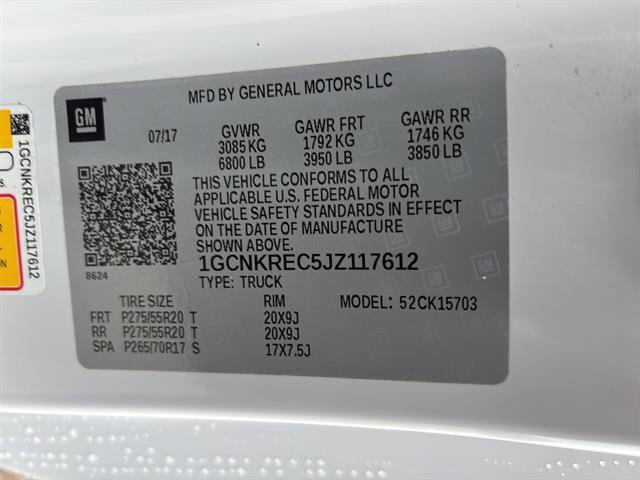 MFD BY GENERAL MOTORS LLC
GM
07/17
GVWR GAWR FRT GAWR RR
3085 KG 1792 KG 1746 KG
6800 LB 3950 LB 3850 LB
THIS VEHICLE CONFORMS TO ALL
APPLICABLE U.S. FEDERAL MOTOR
VEHICLE SAFETY STANDARDS IN EFFECT
ON THE DATE OF MANUFACTURE
SHOWN ABOVE.
8624
1GCNKREC5JZ117612
TYPE: TRUCK
TIRE SIZE RIM MODEL: 52CK15703
FRT P275/55R20 T 20X9J
RR P275/55R20 T 20X9J
SPA P265/70R17 S 17X7.5J
1GCNKREC5JZ117612